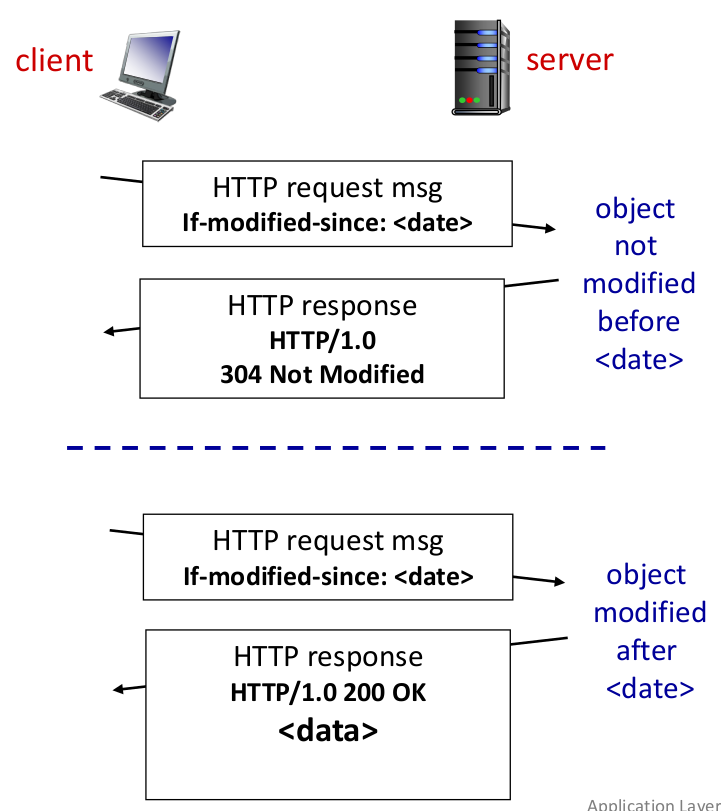 client
server
HTTP request msg
If-modified-since: <date>
object
not
modified
before
<date>
HTTP response
HTTP/1.0
304 Not Modified
HTTP request msg
If-modified-since: <date>
object
modified
after
<date>
HTTP response
HTTP/1.0 200 OK
<data>
Application Layer